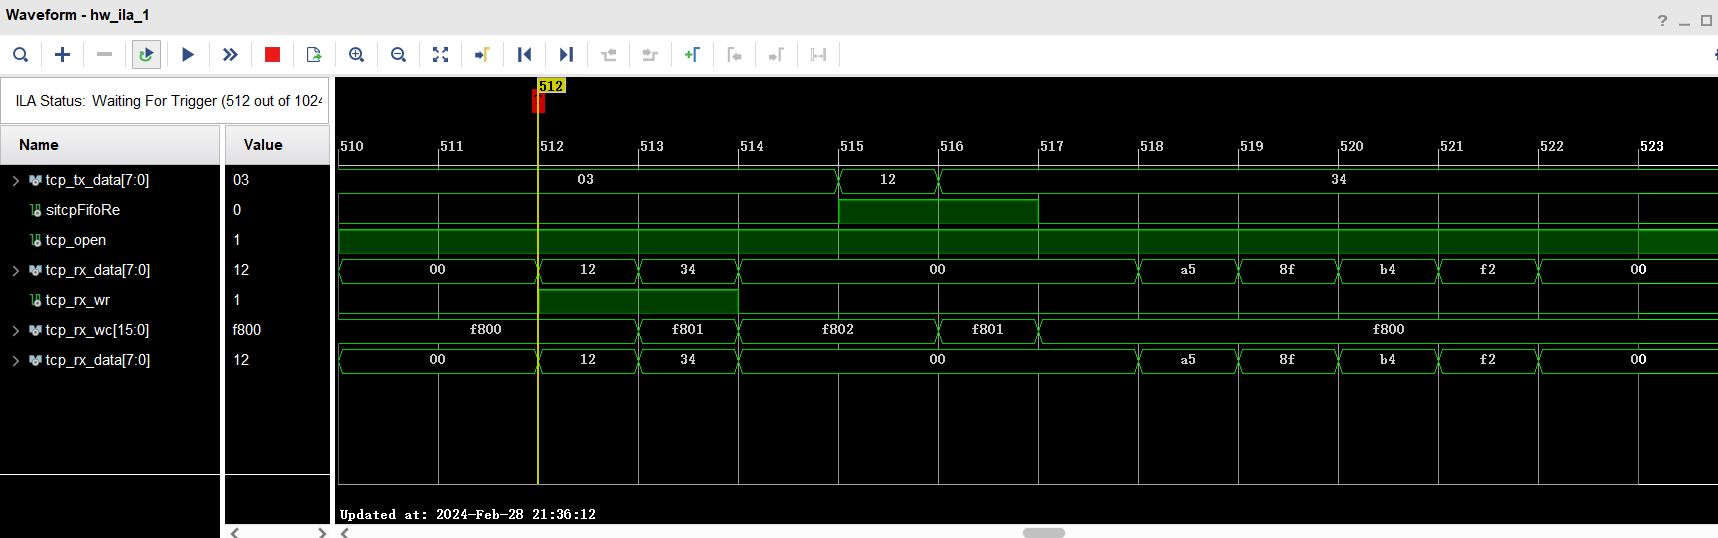 Waveform - hw_ila_1
?
ILA Status: Waiting For Trigger (512 out of 1024
512
Name Value
510 511 512 513 514 515 516 517 518 519 520 521 522 523
tcp_tx_data[7:0] 03 03 12 34
sitcpFifoRe 0
tcp_open 1
tcp_rx_data[7:0] 12 00 12 34 00 a5 8f b4 f2 00
tcp_rx_wr 1
tcp_rx_wc[15:0] f800 f800 f801 f802 f801 f800
tcp_rx_data[7:0] 12 00 12 34 00 a5 8f b4 f2 00
Updated at: 2024-Feb-28 21:36:12